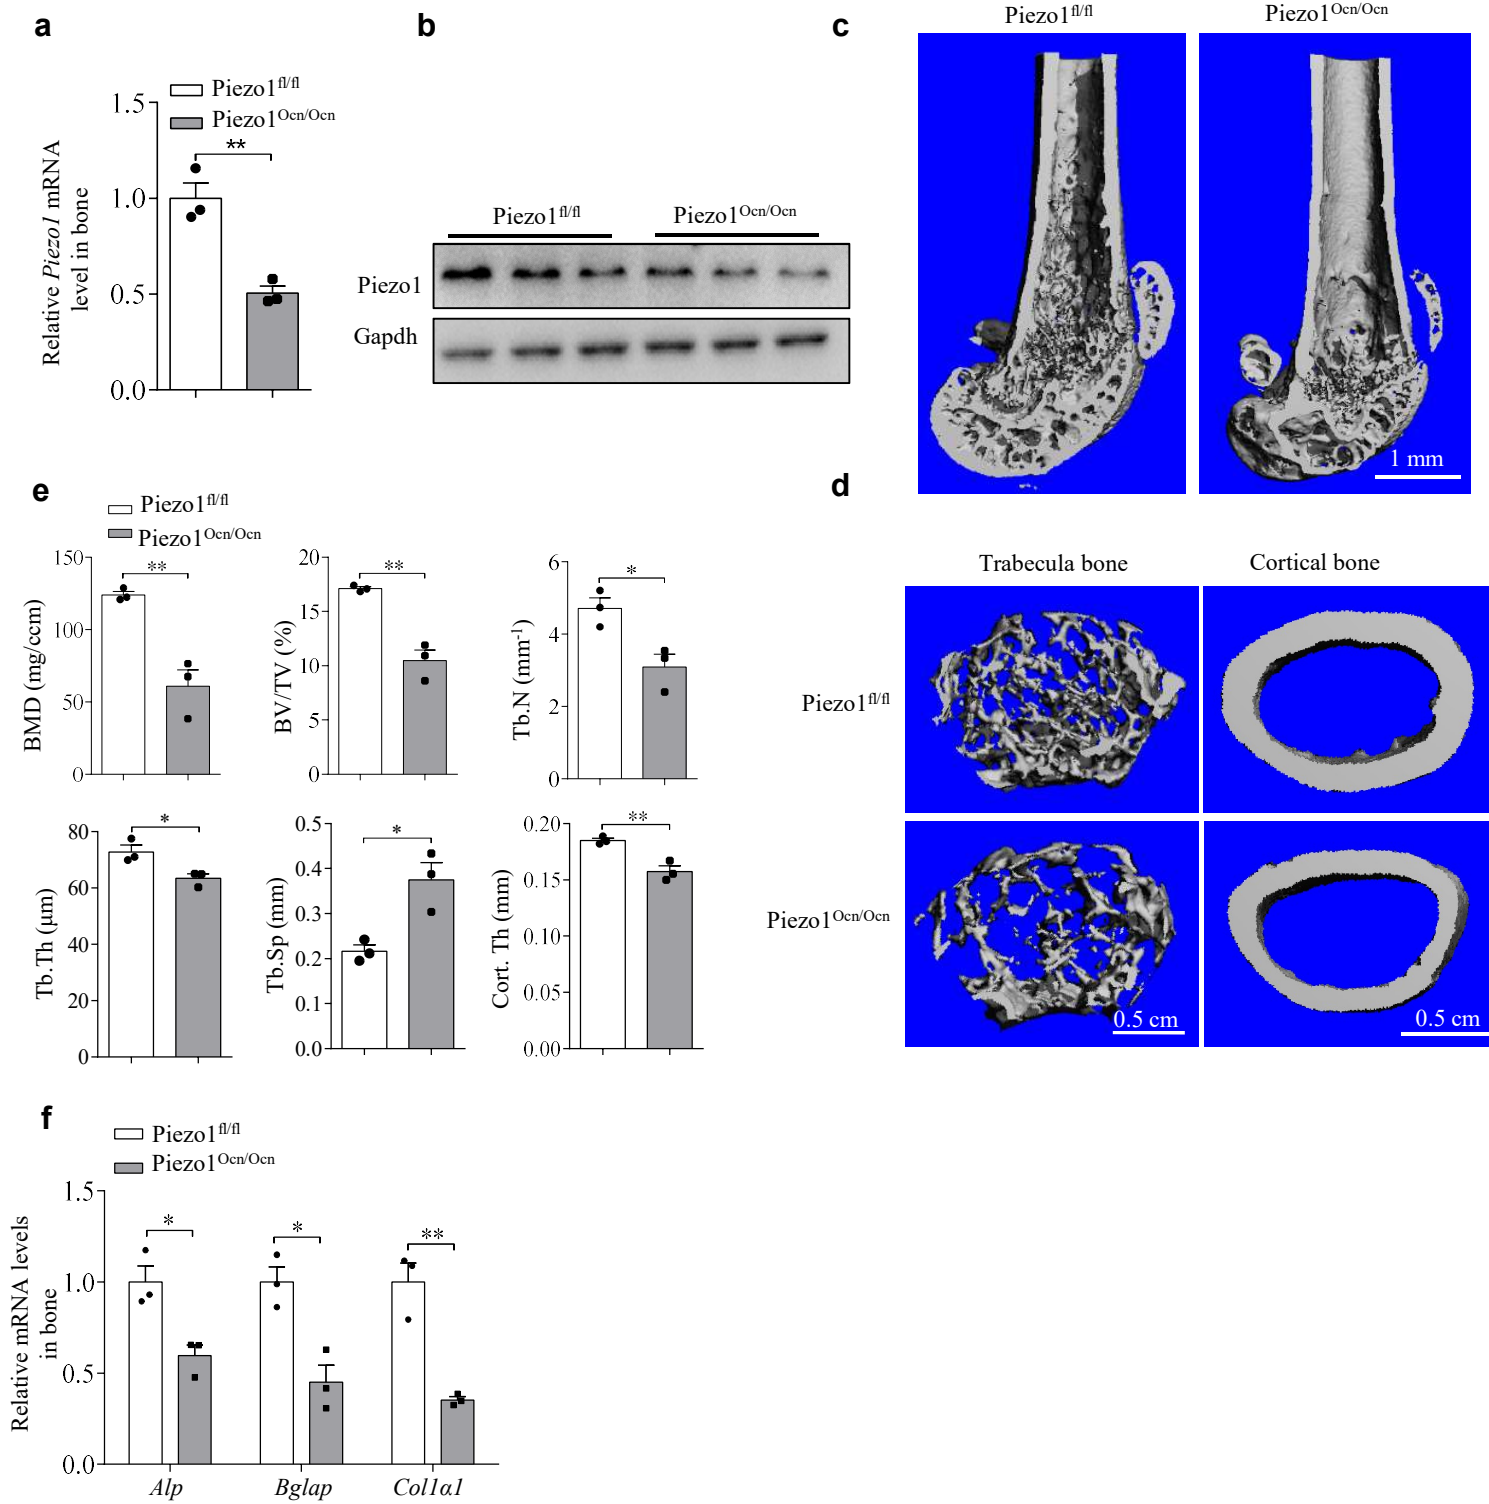 a
Piezo1fl/fl
Piezo1Ocn/Ocn
**
1.5
1.0
0.5
0.0
Relative Piezo1 mRNA
level in bone
b
Piezo1fl/fl
Piezo1Ocn/Ocn
Piezo1
Gapdh
c
Piezo1fl/fl
Piezo1Ocn/Ocn
1 mm
d
Trabecula bone
Cortical bone
Piezo1fl/fl
Piezo1Ocn/Ocn
0.5 cm
0.5 cm
e
Piezo1fl/fl
Piezo1Ocn/Ocn
150
100
50
0
BMD (mg/ccm)
**
20
15
10
5
0
BV/TV (%)
**
6
4
2
0
Tb.N (mm-1)
*
80
60
40
20
0
Tb.Th (μm)
*
0.5
0.4
0.3
0.2
0.1
0.0
Tb.Sp (mm)
*
0.20
0.15
0.10
0.05
0.00
Cort. Th (mm)
**
f
Piezo1fl/fl
Piezo1Ocn/Ocn
1.5
1.0
0.5
0.0
Relative mRNA levels
in bone
*
*
**
Alp
Bglap
Col1α1